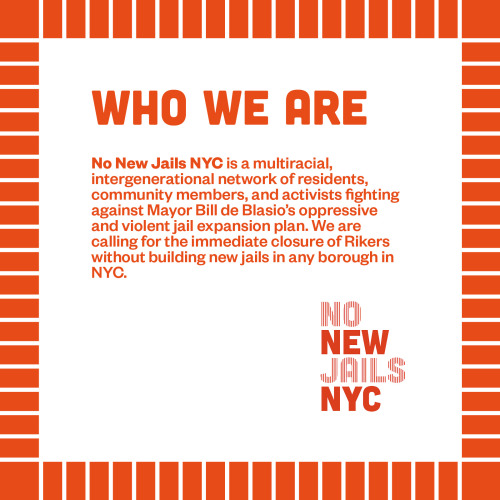 WHO WE ARE
No New Jails NYC is a multiracial,
intergenerational network of residents,
community members, and activists fighting
against Mayor Bill de Blasio's oppressive
and violent jail expansion plan. We are
calling for the immediate closure of Rikers
without building new jails in any borough in
NYC.
NO
NEW
JAILS
NYC